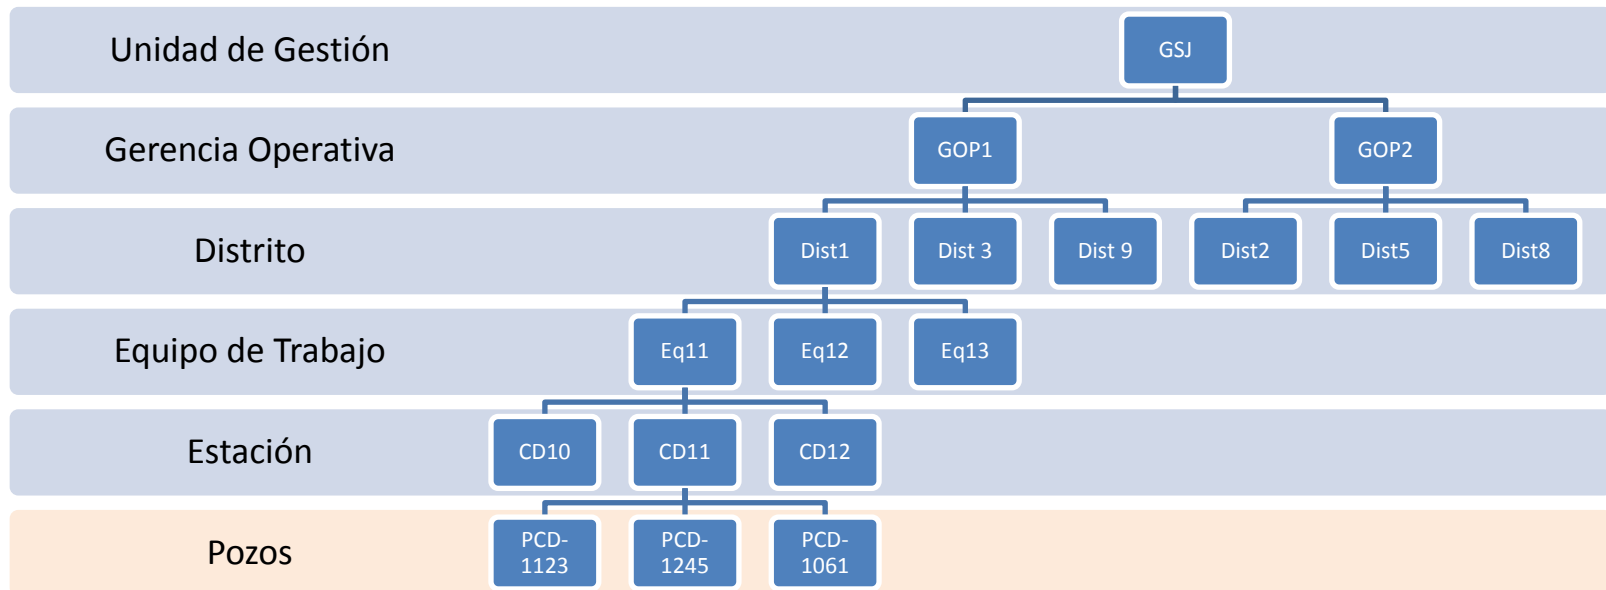 Unidad de Gestión
GSJ
Gerencia Operativa
GOP1
GOP2
Distrito
Dist1
Dist 3
Dist 9
Dist2
Dist5
Dist8
Equipo de Trabajo
Eq11
Eq12
Eq13
Estación
CD10
CD11
CD12
Pozos
PCD-
1123
PCD-
1245
PCD-
1061